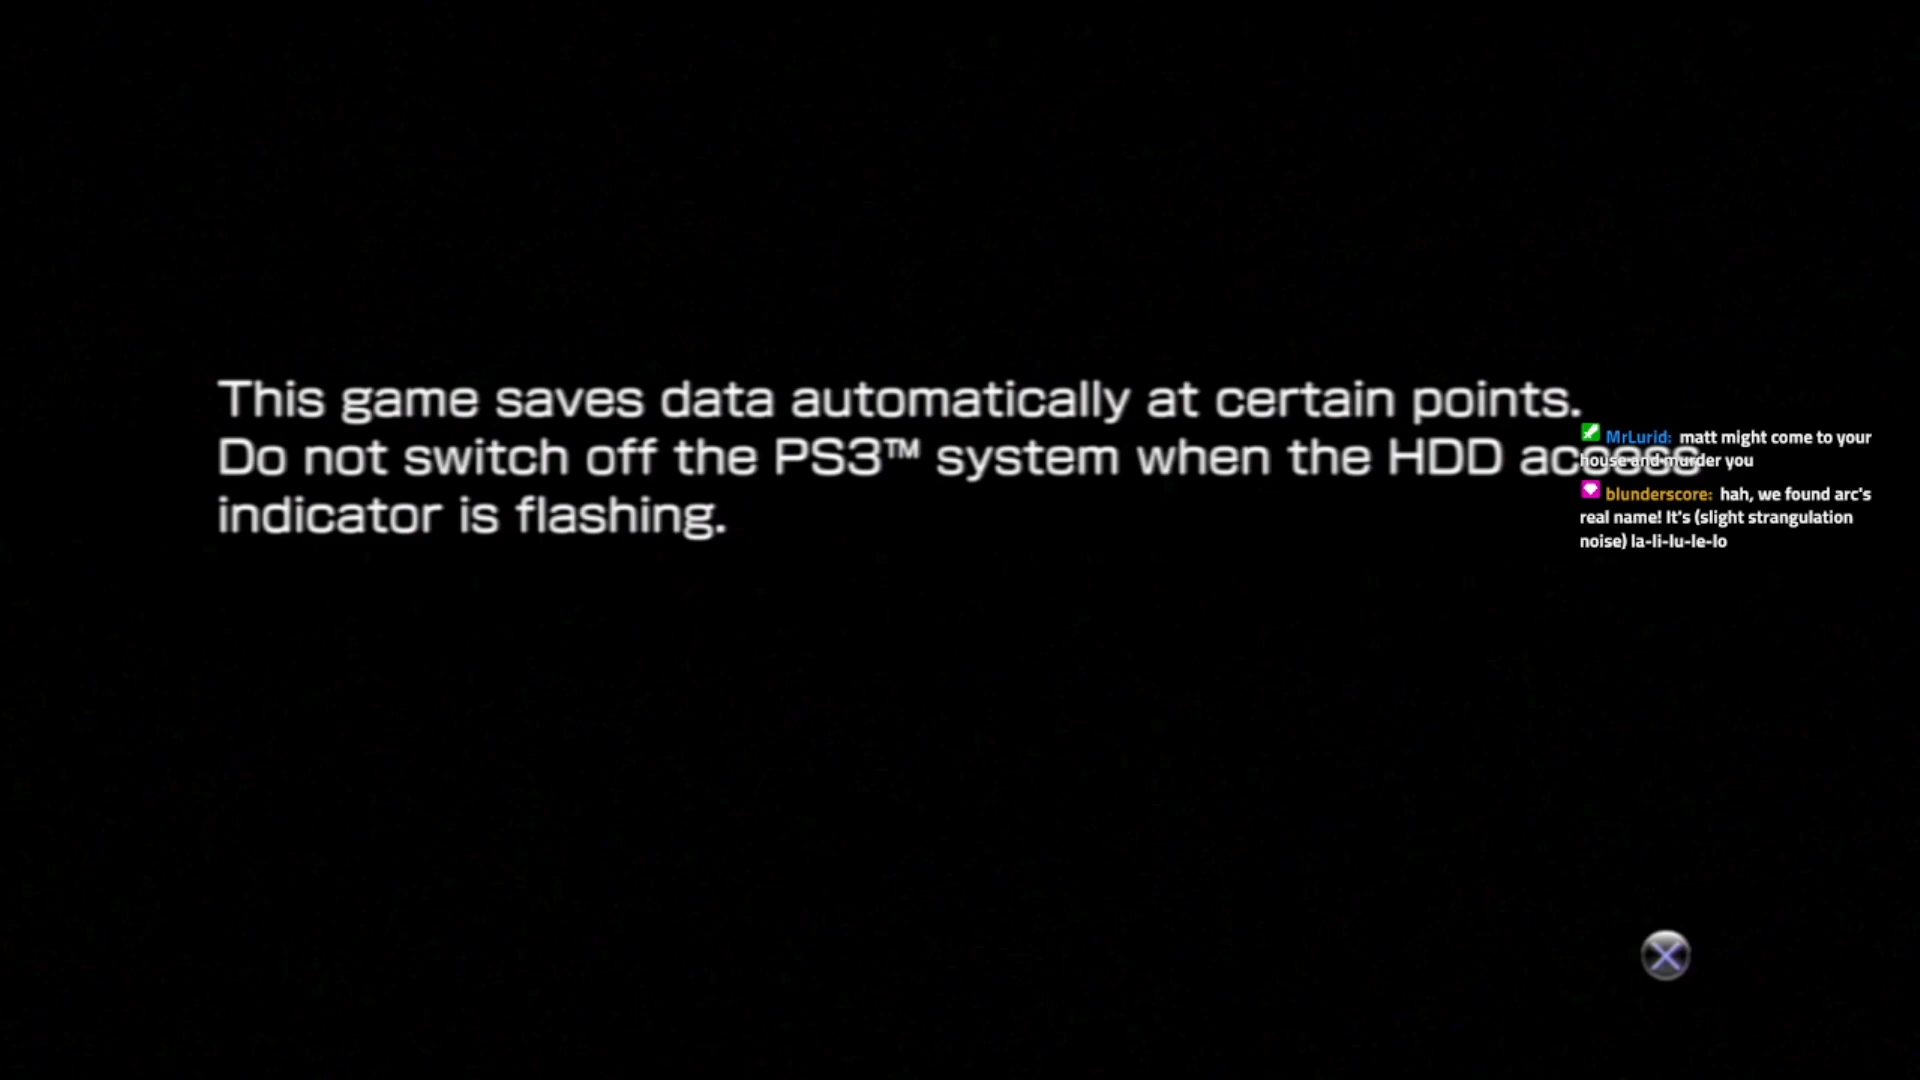 This game saves data automatically at certain points.
Do not switch off the PS3™ system when the HDD access
indicator is flashing.
MrLurid: matt might come to your
house and murder you
blunderscore: hah, we found arc's
real name! It's (slight strangulation
noise) la-li-lu-le-lo